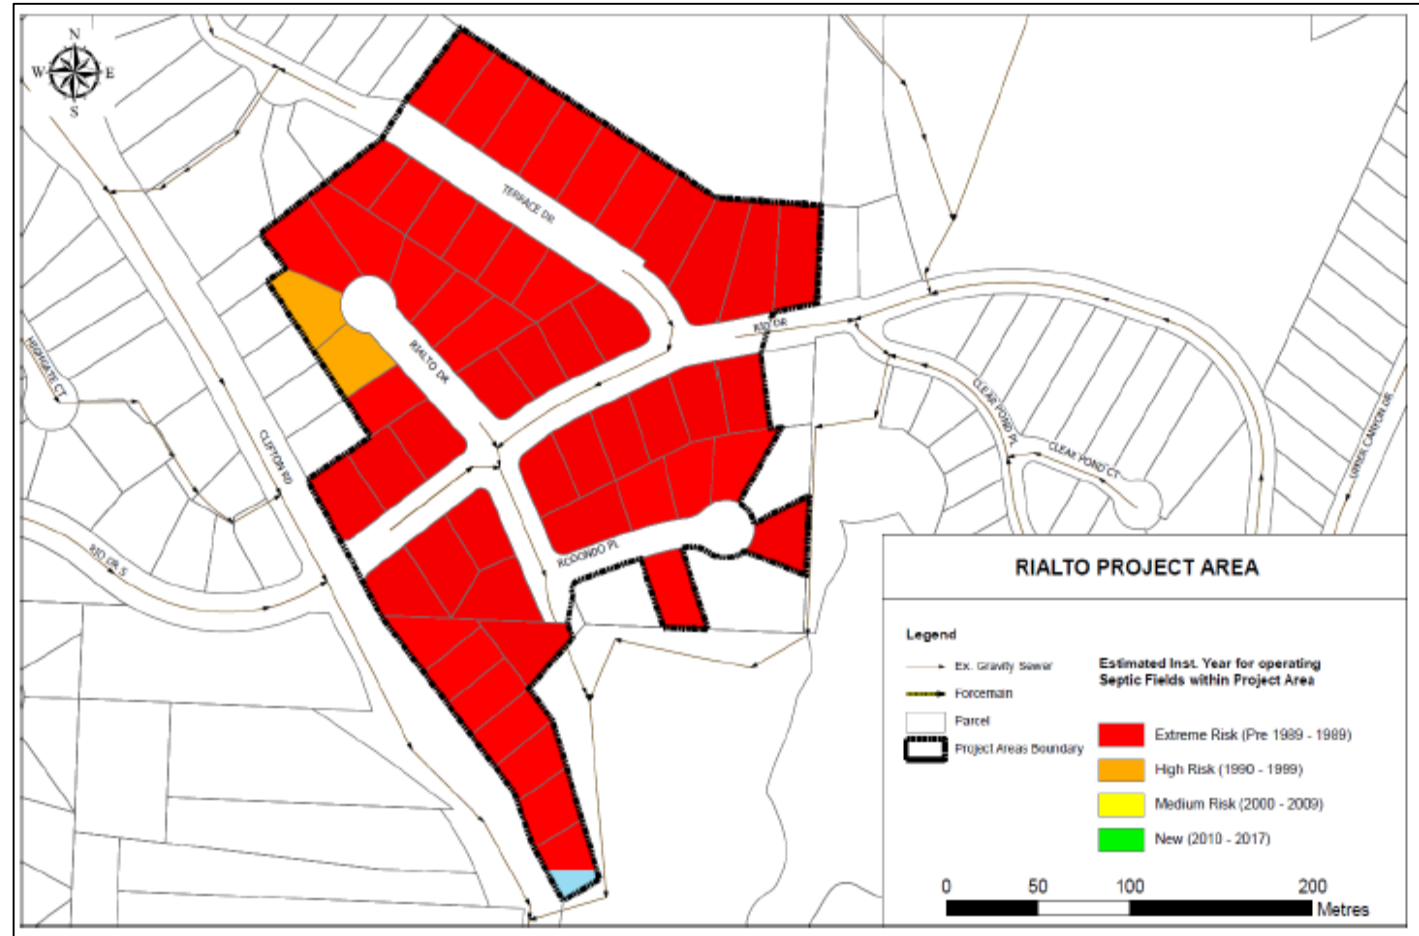 N
W E
S
TERRACE DR
RIO DR
RIALTO DR
HIGHGATE CT
CLIFTON RD
CLEAR POND PL
CLEAR POND CT
UPPER CANYON DR
RIO DR S
RODONDO PL
RIALTO PROJECT AREA
Legend
Ex. Gravity Sewer
Forcemain
Parcel
Project Areas Boundary
Estimated Inst. Year for operating
Septic Fields within Project Area
Extreme Risk (Pre 1989 - 1989)
High Risk (1990 - 1999)
Medium Risk (2000 - 2009)
New (2010 - 2017)
0 50 100 200
Metres